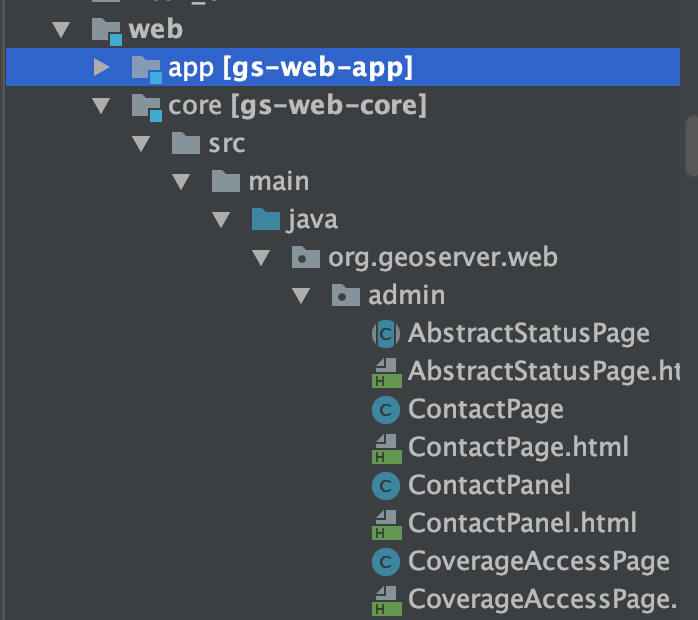 web
app [gs-web-app]
core [gs-web-core]
src
main
java
org.geoserver.web
admin
C AbstractStatusPage
H AbstractStatusPage.ht
C ContactPage
H ContactPage.html
C ContactPanel
H ContactPanel.html
C CoverageAccessPage
H CoverageAccessPage.